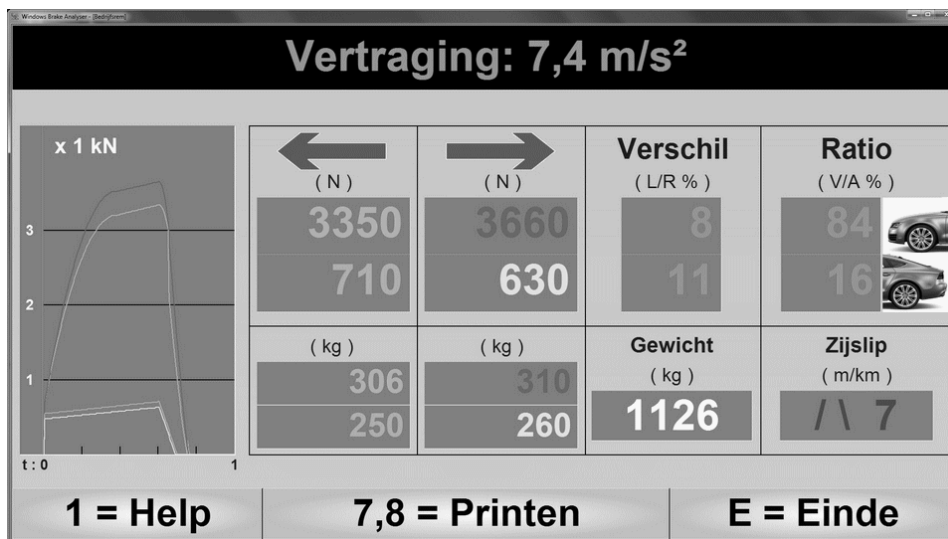 Windows Brake Analyser - [Bedrijfsrem]
Vertraging: 7,4 m/s²
x 1 kN
3
2
1
t : 0 1
( N ) ( N )
3350 3660
710 630
( kg ) ( kg )
306 310
250 260
Verschil
( L/R % )
8
11
Ratio
( V/A % )
84
16
Gewicht
( kg )
1126
Zijslip
( m/km )
/ \ 7
1 = Help 7,8 = Printen E = Einde